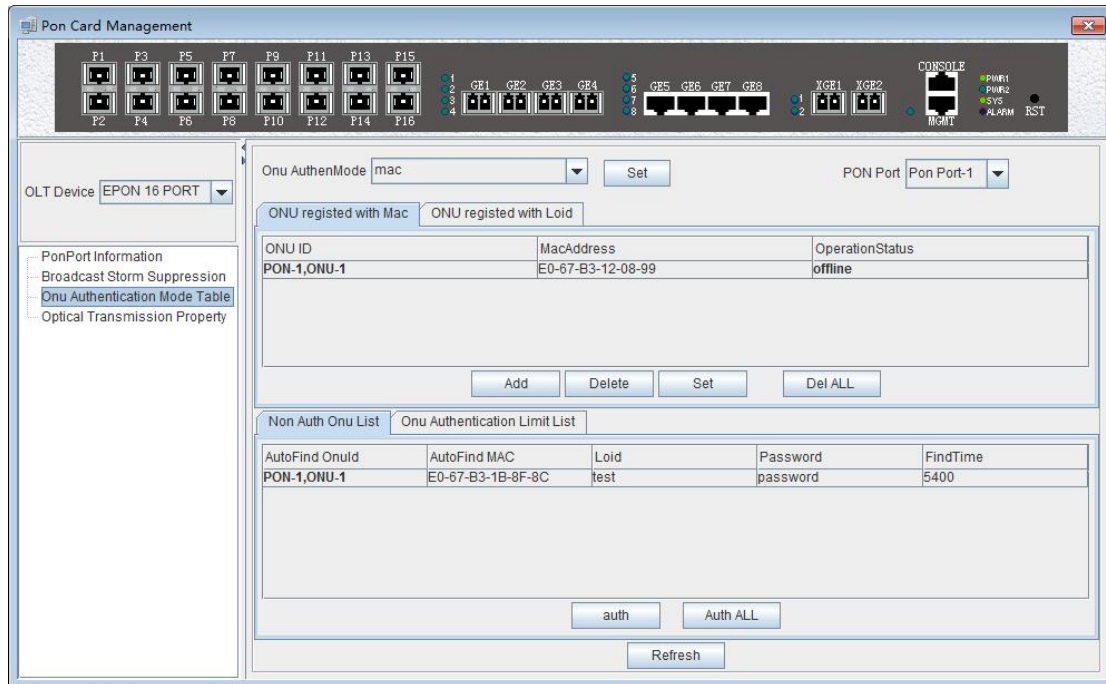 Pon Card Management
P1 P3 P5 P7 P9 P11 P13 P15
P2 P4 P6 P8 P10 P12 P14 P16
1
2
3
4
GE1 GE2 GE3 GE4
5
6
7
8
GE5 GE6 GE7 GE8
1
2
XGE1 XGE2
CONSOLE
MGMT
PWR1
PWR2
SYS
ALARM
RST
OLT Device EPON 16 PORT
PonPort Information
Broadcast Storm Suppression
Onu Authentication Mode Table
Optical Transmission Property
Onu AuthenMode mac Set PON Port Pon Port-1
ONU registed with Mac ONU registed with Loid
ONU ID MacAddress OperationStatus
PON-1,ONU-1 E0-67-B3-12-08-99 offline
Add Delete Set Del ALL
Non Auth Onu List Onu Authentication Limit List
AutoFind OnuId AutoFind MAC Loid Password FindTime
PON-1,ONU-1 E0-67-B3-1B-8F-8C test password 5400
auth Auth ALL
Refresh